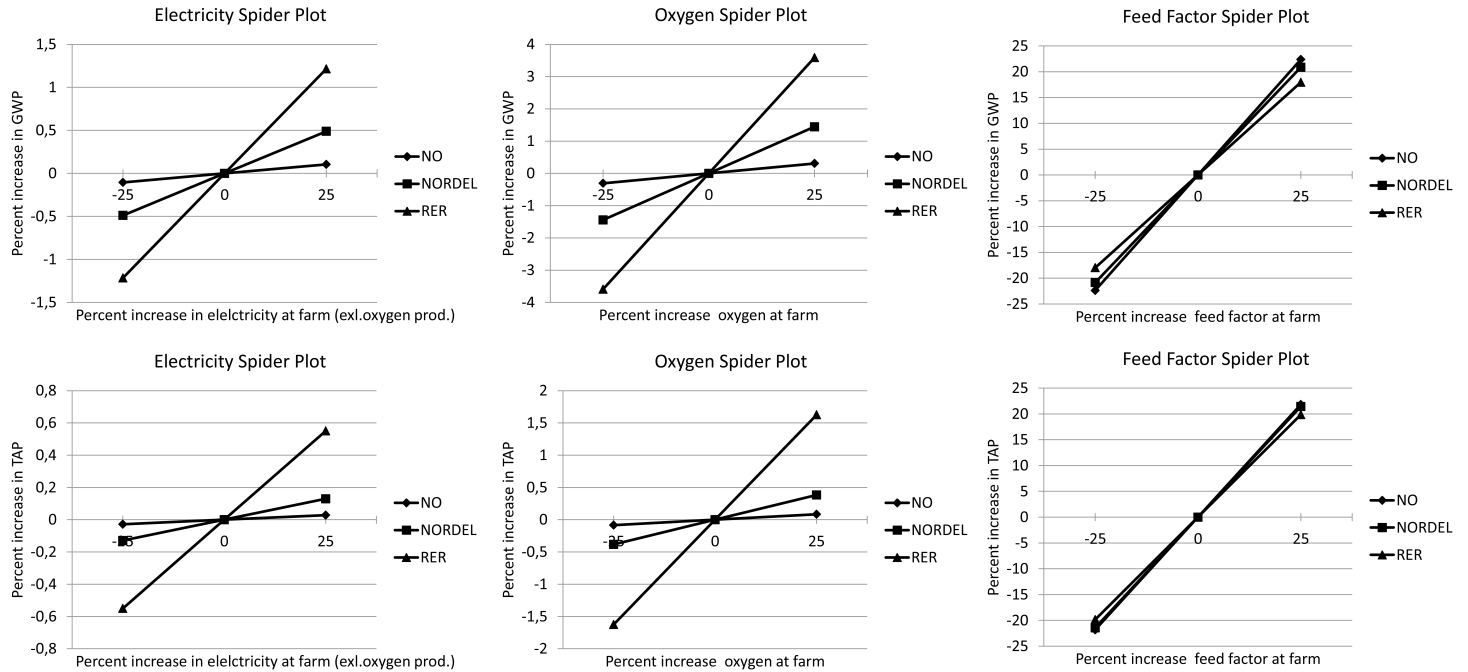 Electricity Spider Plot
Percent increase in GWP
1,5
1
0,5
0
-0,5
-1
-1,5
-25
0
25
NO
NORDEL
RER
Percent increase in elelctricity at farm (exl.oxygen prod.)
Oxygen Spider Plot
Percent increase in GWP
4
3
2
1
0
-1
-2
-3
-4
-25
0
25
NO
NORDEL
RER
Percent increase oxygen at farm
Feed Factor Spider Plot
Percent increase in GWP
25
20
15
10
5
0
-5
-10
-15
-20
-25
-25
0
25
NO
NORDEL
RER
Percent increase feed factor at farm
Electricity Spider Plot
Percent increase in TAP
0,8
0,6
0,4
0,2
0
-0,2
-0,4
-0,6
-0,8
-25
0
25
NO
NORDEL
RER
Percent increase in elelctricity at farm (exl.oxygen prod.)
Oxygen Spider Plot
Percent increase in TAP
2
1,5
1
0,5
0
-0,5
-1
-1,5
-2
-25
0
25
NO
NORDEL
RER
Percent increase oxygen at farm
Feed Factor Spider Plot
Percent increase in TAP
25
20
15
10
5
0
-5
-10
-15
-20
-25
-25
0
25
NO
NORDEL
RER
Percent increase feed factor at farm